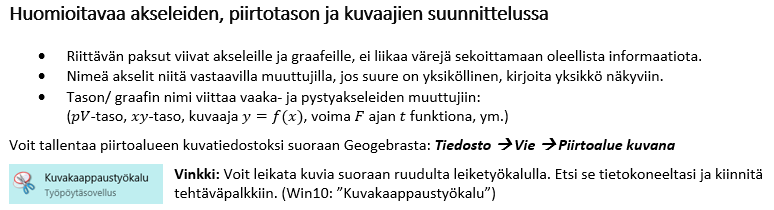 Huomioitavaa akseleiden, piirtotason ja kuvaajien suunnittelussa
• Riittävän paksut viivat akseleille ja graafeille, ei liikaa värejä sekoittamaan oleellista informaatiota.
• Nimeä akselit niitä vastaavilla muuttujilla, jos suure on yksiköllinen, kirjoita yksikkö näkyviin.
• Tason/ graafin nimi viittaa vaaka- ja pystyakseleiden muuttujiin:
(pV-taso, xy-taso, kuvaaja y = f(x), voima F ajan t funktiona, ym.)
Voit tallentaa piirtoalueen kuvatiedostoksi suoraan Geogebrasta: Tiedosto → Vie → Piirtoalue kuvana
Kuvakaappaustyökalu
Työpöytäsovellus
Vinkki: Voit leikata kuvia suoraan ruudulta leiketyökalulla. Etsi se tietokoneeltasi ja kiinnitä
tehtäväpalkkiin. (Win10: ”Kuvakaappaustyökalu”)